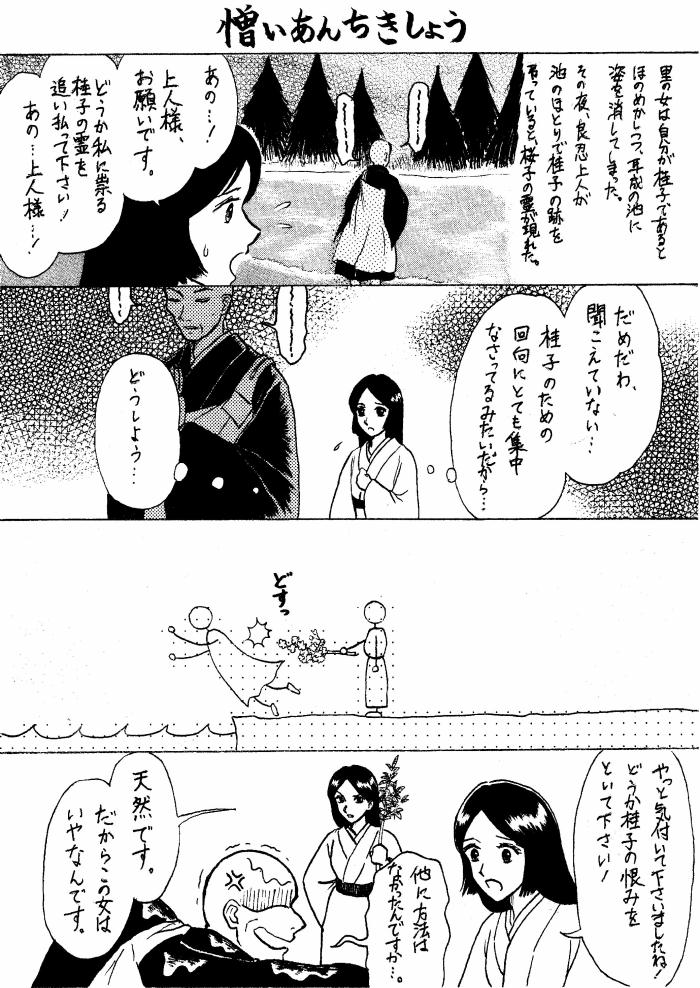 憎いあんちきしょう
里の女は自分が桂子であると
ほのめかしつつ、耳成の池に
姿を消してしまった。
その夜、良忍上人が
池のほとりで桂子の跡を
弔っていると、桜子の霊が現れた。
あの…!
上人様、
お願いです。
どうか私に祟る
桂子の霊を
追い払って下さい!
あの…上人様…!
だめだわ、
聞こえていない…
桂子のための
回向にとても集中
なさってるみたいだから…
どうしよう…
どすっ
やっと気付いて下さいましたね!
どうか桂子の恨みを
といて下さい!
他に方法は
なかったんですか…。
天然です。
だからこの女は
いやなんです。